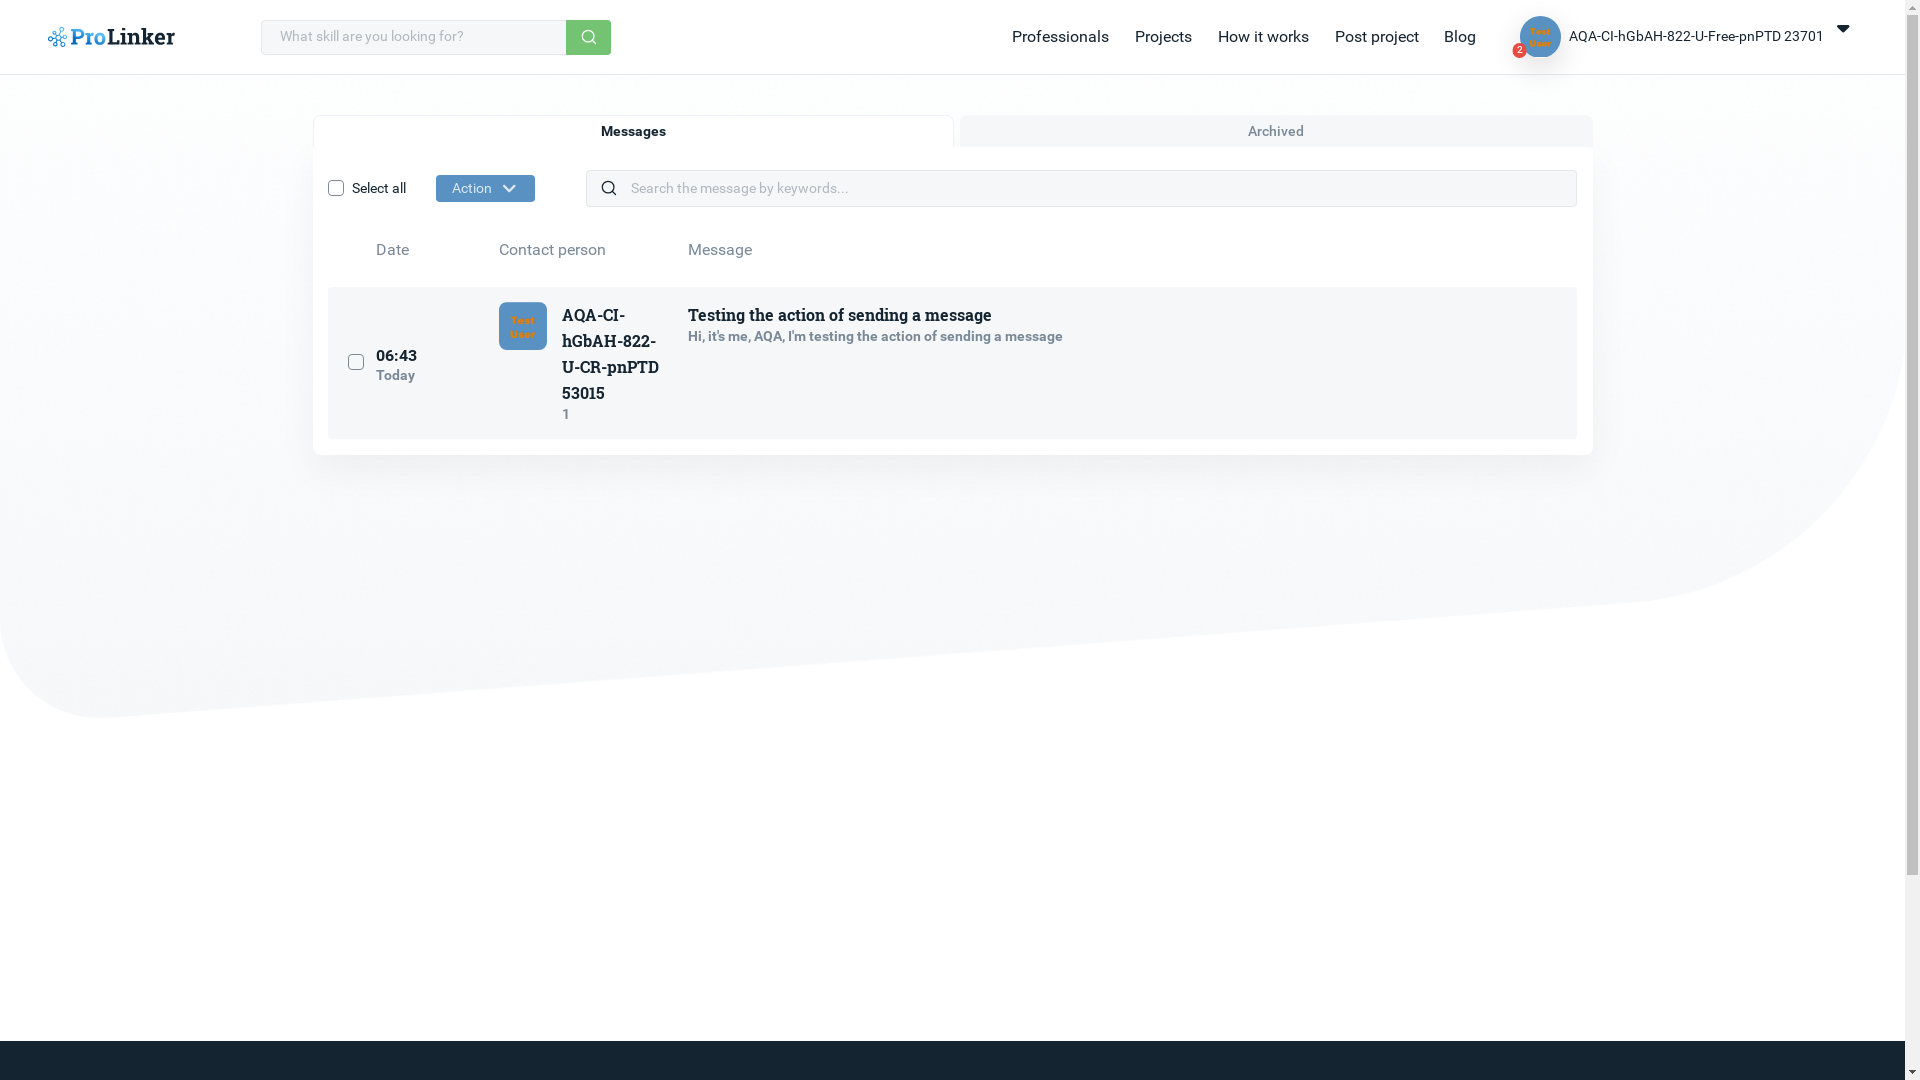 ProLinker
What skill are you looking for?
Professionals
Projects
How it works
Post project
Blog
Test
User
2
AQA-CI-hGbAH-822-U-Free-pnPTD 23701
Messages
Archived
Select all
Action
Search the message by keywords...
Date
Contact person
Message
06:43
Today
Test
User
AQA-CI-
hGbAH-822-
U-CR-pnPTD
53015
1
Testing the action of sending a message
Hi, it's me, AQA, I'm testing the action of sending a message